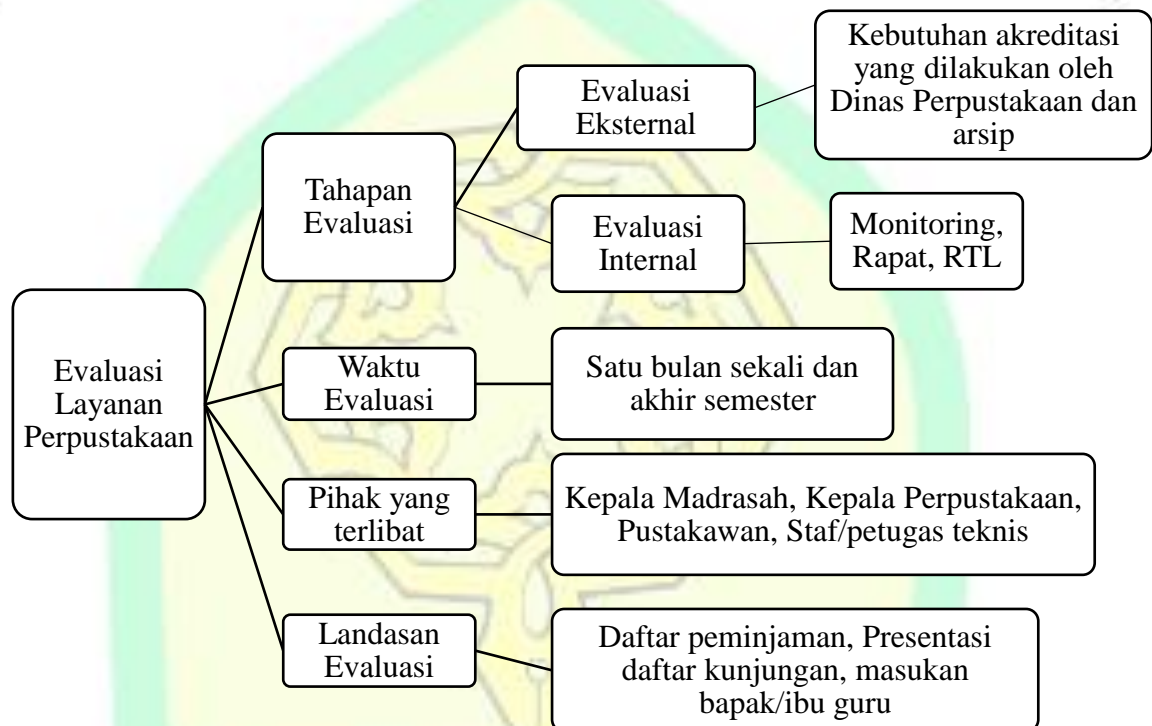 Evaluasi
Layanan
Perpustakaan
Tahapan
Evaluasi
Evaluasi
Eksternal
Kebutuhan akreditasi
yang dilakukan oleh
Dinas Perpustakaan dan
arsip
Evaluasi
Internal
Monitoring,
Rapat, RTL
Waktu
Evaluasi
Satu bulan sekali dan
akhir semester
Pihak yang
terlibat
Kepala Madrasah, Kepala Perpustakaan,
Pustakawan, Staf/petugas teknis
Landasan
Evaluasi
Daftar peminjaman, Presentasi
daftar kunjungan, masukan
bapak/ibu guru